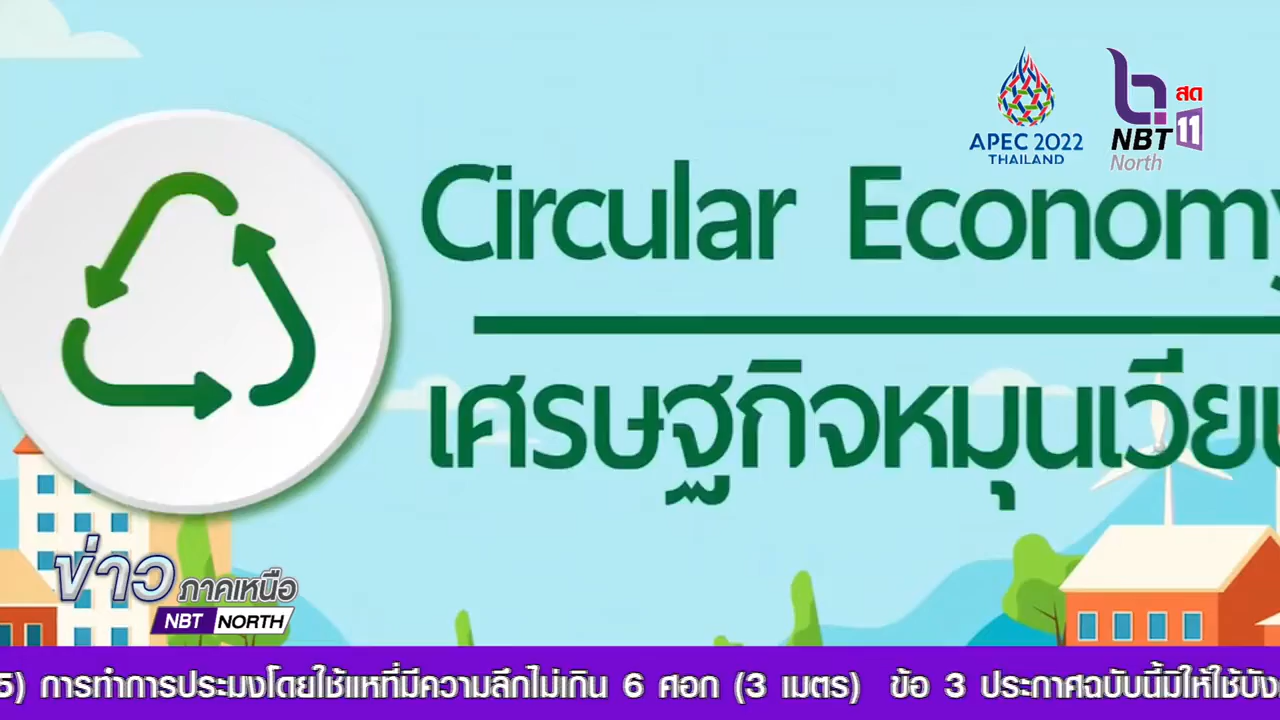 APEC 2022
THAILAND
สด
NBT 11
North
Circular Economy
เศรษฐกิจหมุนเวียน
ข่าว ภาคเหนือ
NBT NORTH
5) การทำการประมงโดยใช้แหที่มีความลึกไม่เกิน 6 ศอก (3 เมตร) ข้อ 3 ประกาศฉบับนี้มิให้ใช้บัง